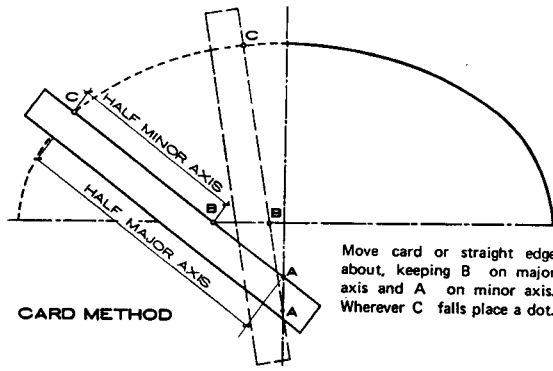 C
C
HALF MINOR AXIS
B
B
HALF MAJOR AXIS
A
A
Move card or straight edge
about, keeping B on major
axis and A on minor axis.
Wherever C falls place a dot.
CARD METHOD